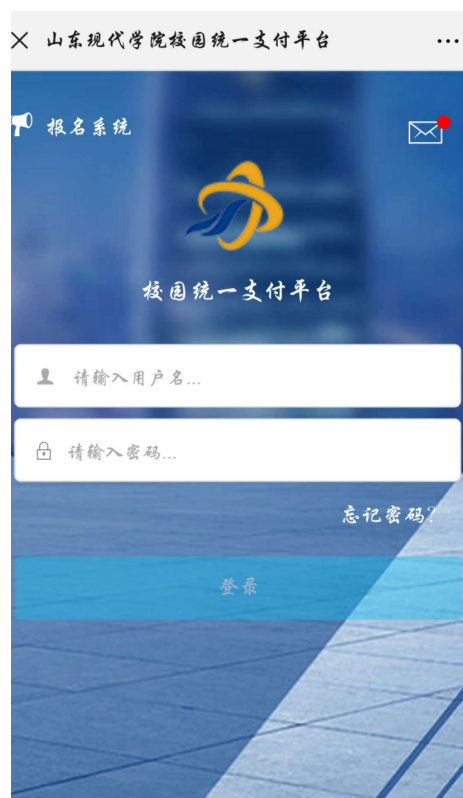 山东现代学院校园统一支付平台
报名系统
校园统一支付平台
请输入用户名...
请输入密码...
忘记密码?
登录